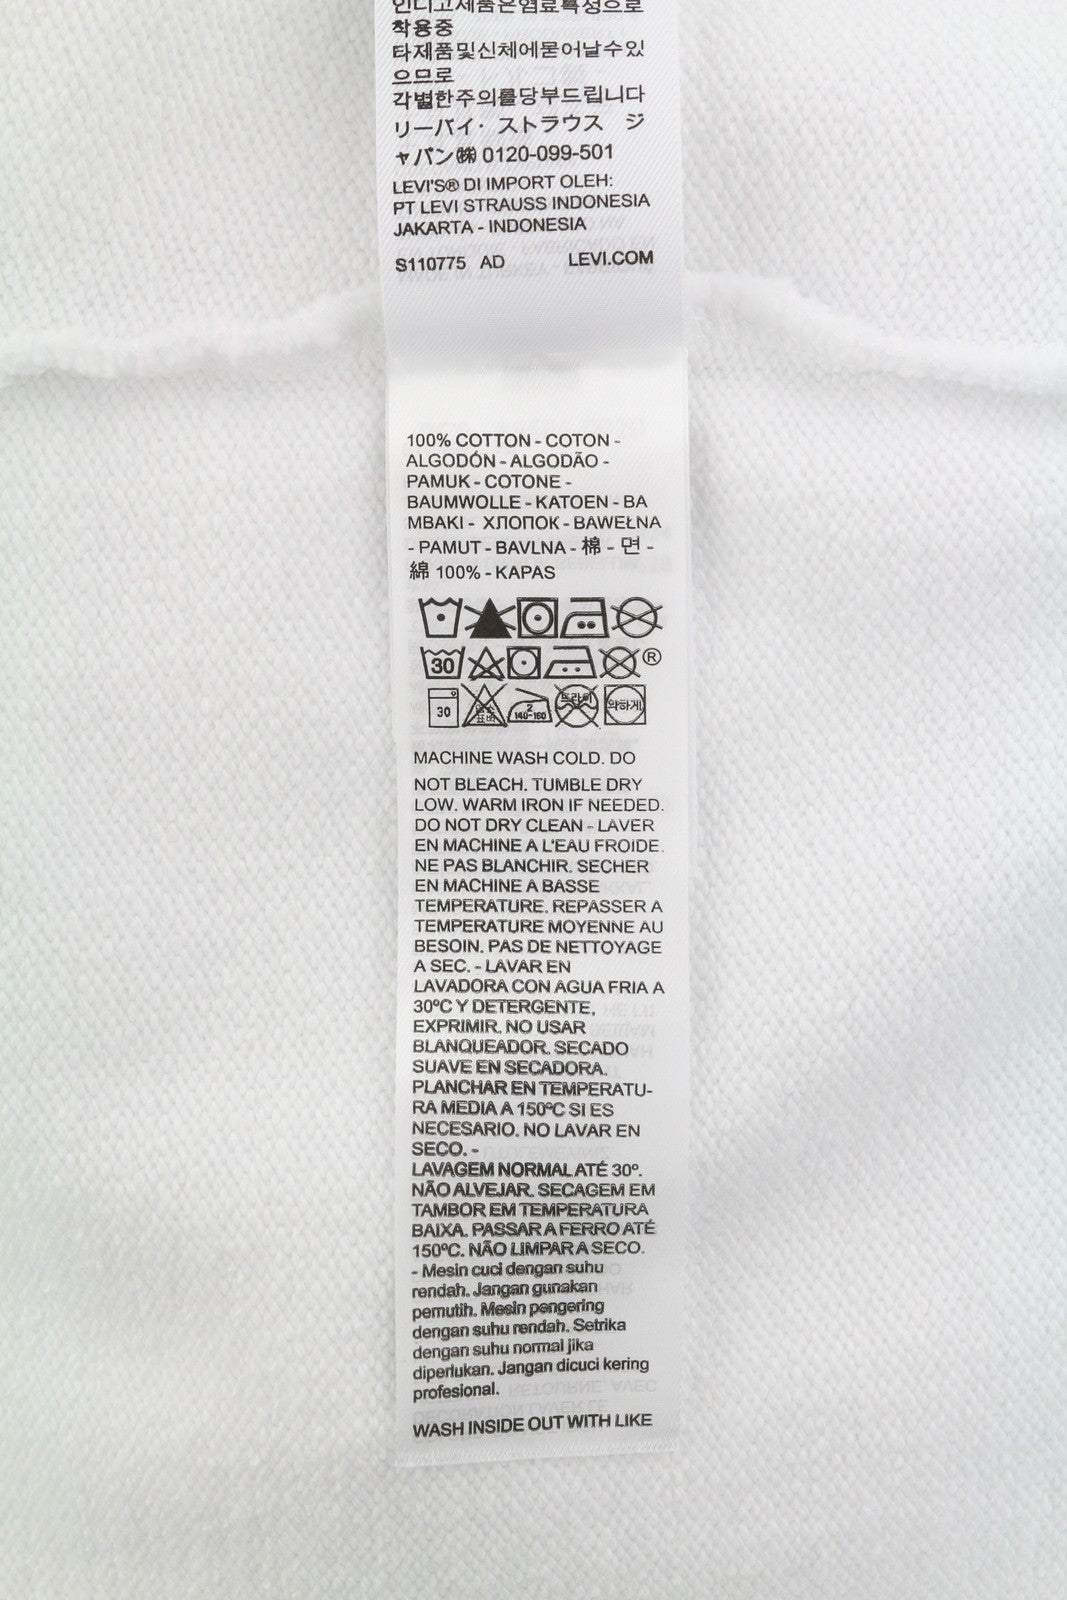 인디고제품은염료특성으로
착용중
타제품및신체에묻어날수있
으므로
각별한주의를당부드립니다
リーバイ・ストラウス ジ
ャパン㈱ 0120-099-501
LEVI'S® DI IMPORT OLEH:
PT LEVI STRAUSS INDONESIA
JAKARTA - INDONESIA
S110775 AD LEVI.COM
100% COTTON - COTON -
ALGODÓN - ALGODÃO -
PAMUK - COTONE -
BAUMWOLLE - KATOEN - BA
MBAKI - ХЛОПОК - BAWEŁNA
- PAMUT - BAVLNA - 棉 - 면 -
綿 100% - KAPAS
30 ®
30 2 140-160 드라이
MACHINE WASH COLD. DO
NOT BLEACH. TUMBLE DRY
LOW. WARM IRON IF NEEDED.
DO NOT DRY CLEAN - LAVER
EN MACHINE A L'EAU FROIDE.
NE PAS BLANCHIR. SECHER
EN MACHINE A BASSE
TEMPERATURE. REPASSER A
TEMPERATURE MOYENNE AU
BESOIN. PAS DE NETTOYAGE
A SEC. - LAVAR EN
LAVADORA CON AGUA FRIA A
30ºC Y DETERGENTE,
EXPRIMIR. NO USAR
BLANQUEADOR. SECADO
SUAVE EN SECADORA.
PLANCHAR EN TEMPERATU-
RA MEDIA A 150ºC SI ES
NECESARIO. NO LAVAR EN
SECO. -
LAVAGEM NORMAL ATÉ 30º.
NÃO ALVEJAR. SECAGEM EM
TAMBOR EM TEMPERATURA
BAIXA. PASSAR A FERRO ATÉ
150ºC. NÃO LIMPAR A SECO.
- Mesin cuci dengan suhu
rendah. Jangan gunakan
pemutih. Mesin pengering
dengan suhu rendah. Setrika
dengan suhu normal jika
diperlukan. Jangan dicuci kering
profesional.
WASH INSIDE OUT WITH LIKE